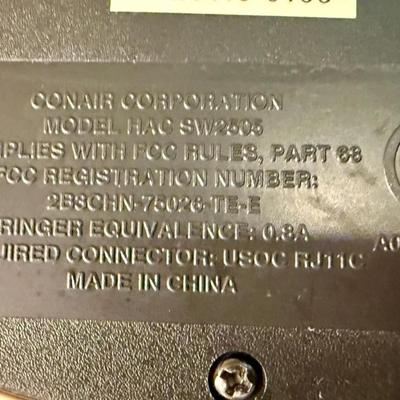 CONAIR CORPORATION
MODEL HAC SW2505
MPLIES WITH FCC RULES, PART 68
FCC REGISTRATION NUMBER:
2B3CHN-75026-TE-E
RINGER EQUIVALENCE: 0.8A
UIRED CONNECTOR: USOC RJ11C
MADE IN CHINA